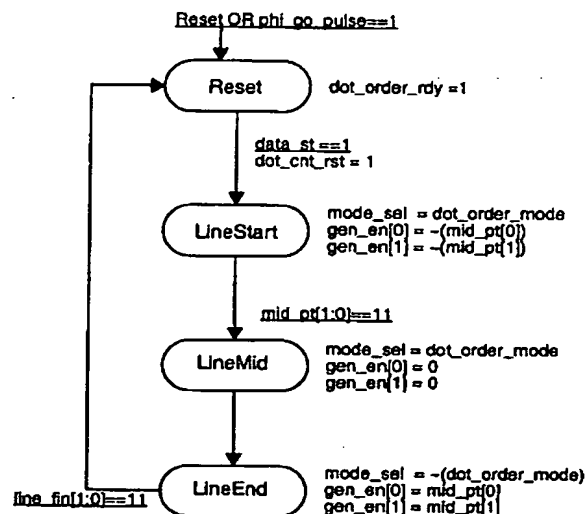 Reset OR phi_go_pulse==1
Reset
dot_order_rdy = 1
data_st ==1
dot_cnt_rst = 1
LineStart
mode_sel = dot_order_mode
gen_en[0] = ~(mid_pt[0])
gen_en[1] = ~(mid_pt[1])
mid_pt[1:0]==11
LineMid
mode_sel = dot_order_mode
gen_en[0] = 0
gen_en[1] = 0
LineEnd
mode_sel = ~(dot_order_mode)
gen_en[0] = mid_pt[0]
gen_en[1] = mid_pt[1]
line_fin[1:0]==11